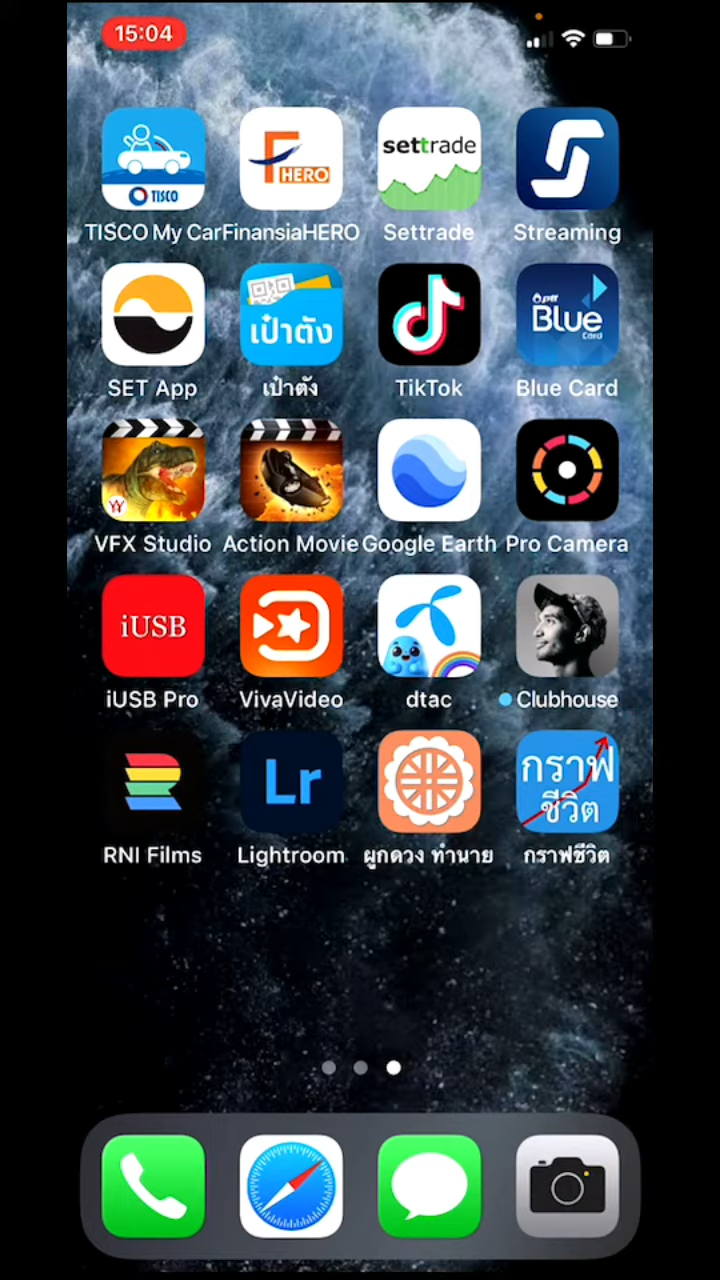 15:04
TISCO
HERO
settrade
TISCO My Car
FinansiaHERO
Settrade
Streaming
เป๋าตัง
ptt
Blue
Card
SET App
เป๋าตัง
TikTok
Blue Card
VFX Studio
Action Movie
Google Earth
Pro Camera
iUSB
iUSB Pro
VivaVideo
dtac
Clubhouse
Lr
กราฟ
ชีวิต
RNI Films
Lightroom
ผูกดวง ทำนาย
กราฟชีวิต